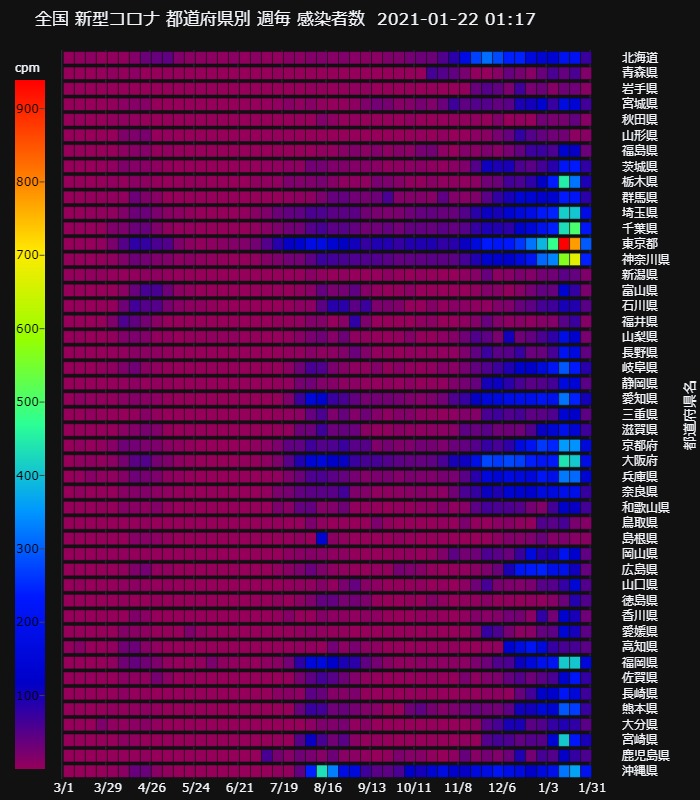 全国 新型コロナ 都道府県別 週毎 感染者数 2021-01-22 01:17
cpm
900
800
700
600
500
400
300
200
100
北海道
青森県
岩手県
宮城県
秋田県
山形県
福島県
茨城県
栃木県
群馬県
埼玉県
千葉県
東京都
神奈川県
新潟県
富山県
石川県
福井県
山梨県
長野県
岐阜県
静岡県
愛知県
三重県
滋賀県
京都府
大阪府
兵庫県
奈良県
和歌山県
鳥取県
島根県
岡山県
広島県
山口県
徳島県
香川県
愛媛県
高知県
福岡県
佐賀県
長崎県
熊本県
大分県
宮崎県
鹿児島県
沖縄県
都道府県名
3/1 3/29 4/26 5/24 6/21 7/19 8/16 9/13 10/11 11/8 12/6 1/3 1/31